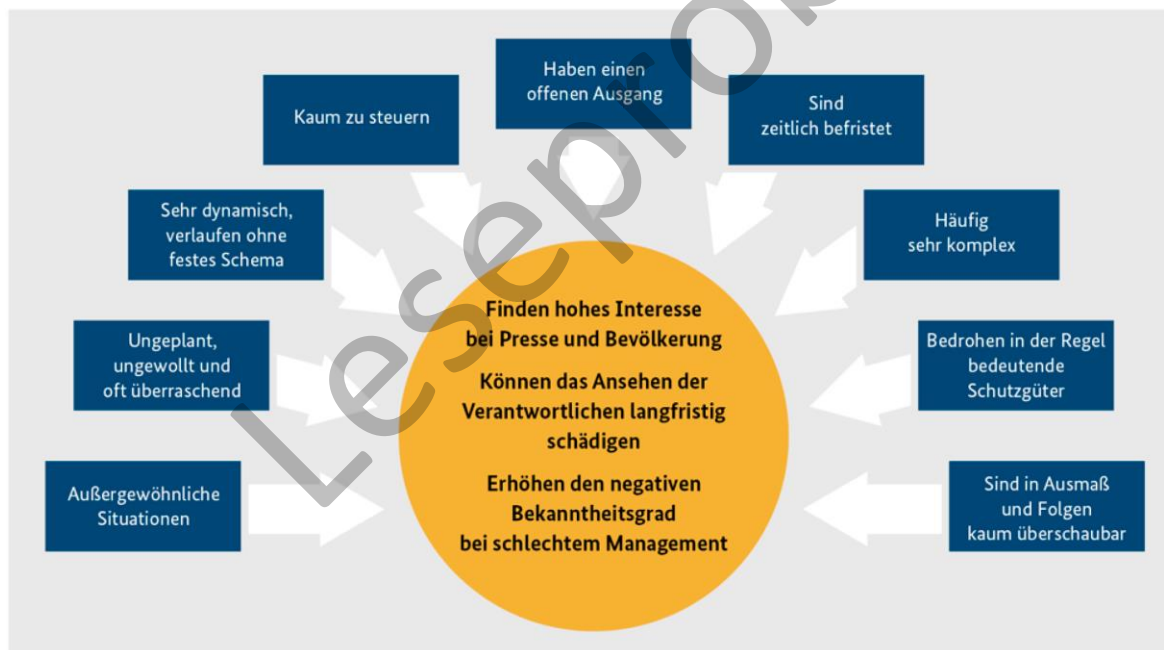 Haben einen
offenen Ausgang
Kaum zu steuern
Sind
zeitlich befristet
Sehr dynamisch,
verlaufen ohne
festes Schema
Häufig
sehr komplex
Ungeplant,
ungewollt und
oft überraschend
Bedrohen in der Regel
bedeutende
Schutzgüter
Außergewöhnliche
Situationen
Sind in Ausmaß
und Folgen
kaum überschaubar
Finden hohes Interesse
bei Presse und Bevölkerung
Können das Ansehen der
Verantwortlichen langfristig
schädigen
Erhöhen den negativen
Bekanntheitsgrad
bei schlechtem Management